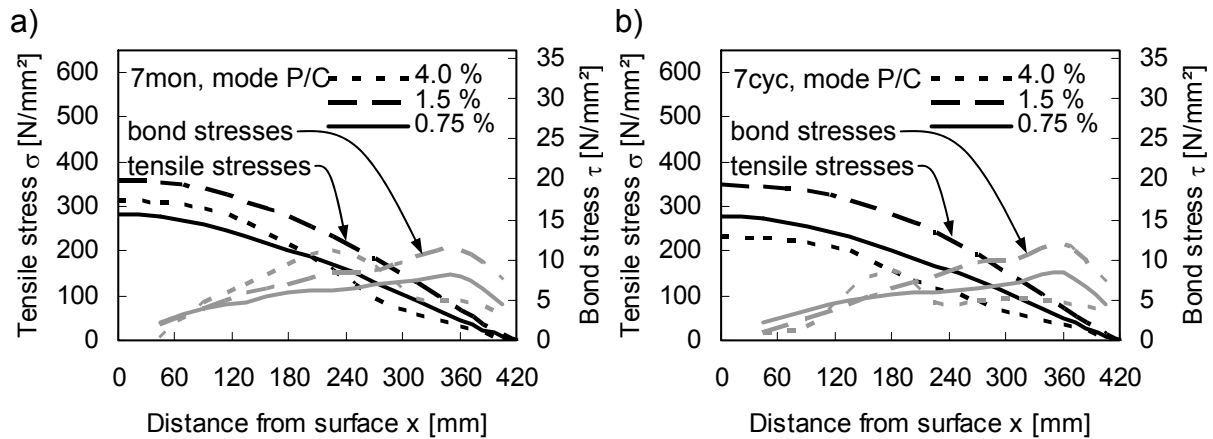 a)
Tensile stress σ [N/mm²]
600
500
400
300
200
100
0
7mon, mode P/C
4.0 %
1.5 %
0.75 %
bond stresses
tensile stresses
35
30
25
20
15
10
5
0
Bond stress τ [N/mm²]
0 60 120 180 240 300 360 420
Distance from surface x [mm]
b)
Tensile stress σ [N/mm²]
600
500
400
300
200
100
0
7cyc, mode P/C
4.0 %
1.5 %
0.75 %
bond stresses
tensile stresses
35
30
25
20
15
10
5
0
Bond stress τ [N/mm²]
0 60 120 180 240 300 360 420
Distance from surface x [mm]